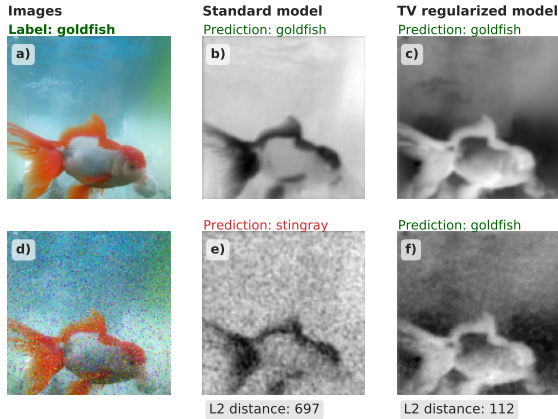 Images
Standard model
TV regularized model
Label: goldfish
Prediction: goldfish
Prediction: goldfish
a)
b)
c)
Prediction: stingray
Prediction: goldfish
d)
e)
f)
L2 distance: 697
L2 distance: 112